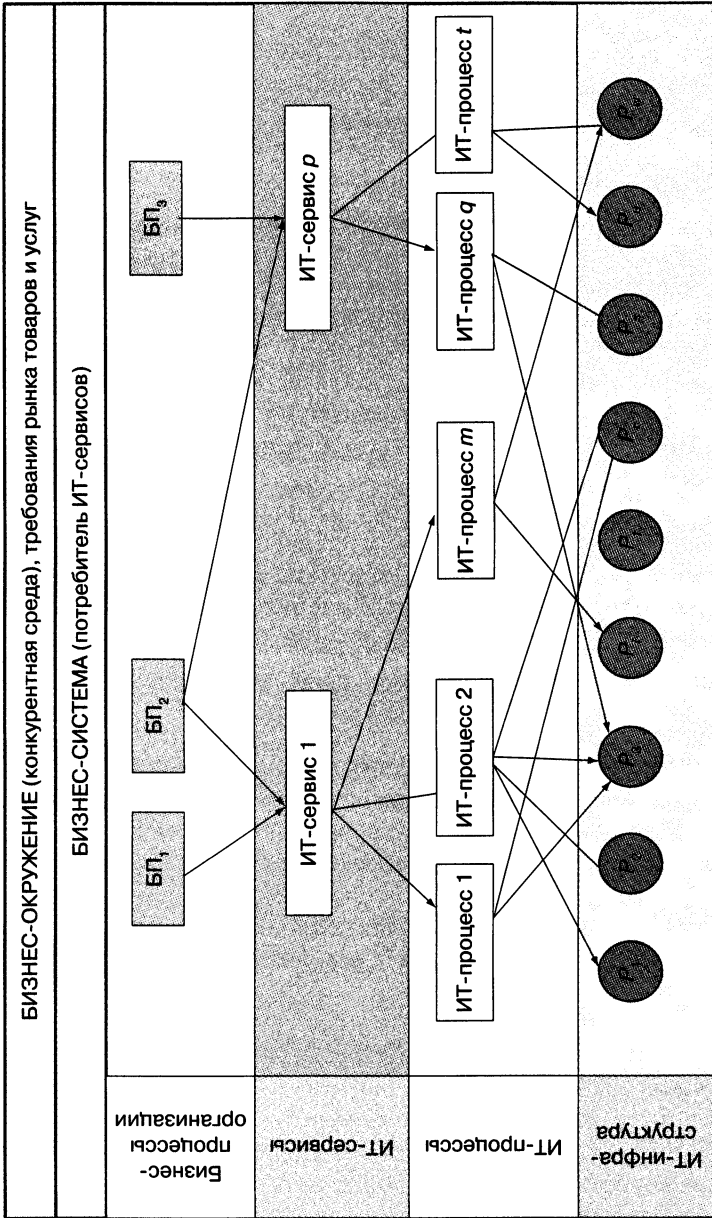 БИЗНЕС-ОКРУЖЕНИЕ (конкурентная среда), требования рынка товаров и услуг
БИЗНЕС-СИСТЕМА (потребитель ИТ-сервисов)
Бизнес-
процессы
организации
БП₁
БП₂
БП₃
ИТ-сервисы
ИТ-сервис 1
ИТ-сервис p
ИТ-процессы
ИТ-процесс 1
ИТ-процесс 2
ИТ-процесс m
ИТ-процесс q
ИТ-процесс t
ИТ-инфра-
структура